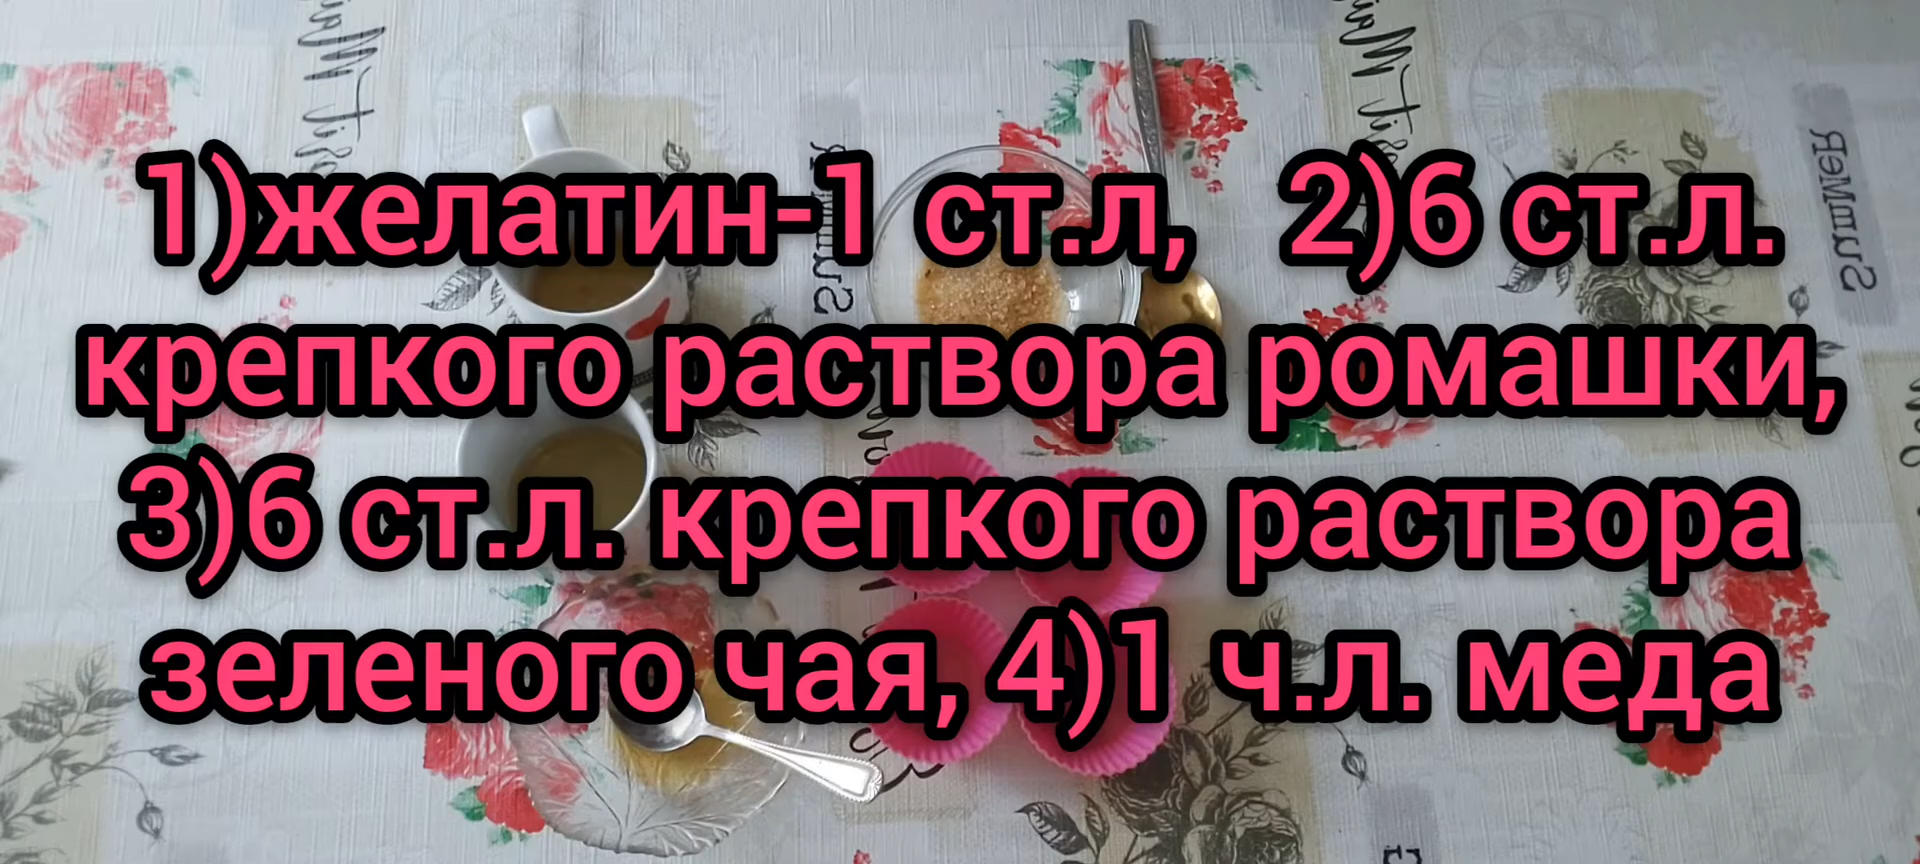 1)желатин-1 ст.л, 2)6 ст.л.
крепкого раствора ромашки,
3)6 ст.л. крепкого раствора
зеленого чая, 4)1 ч.л. меда
Summer